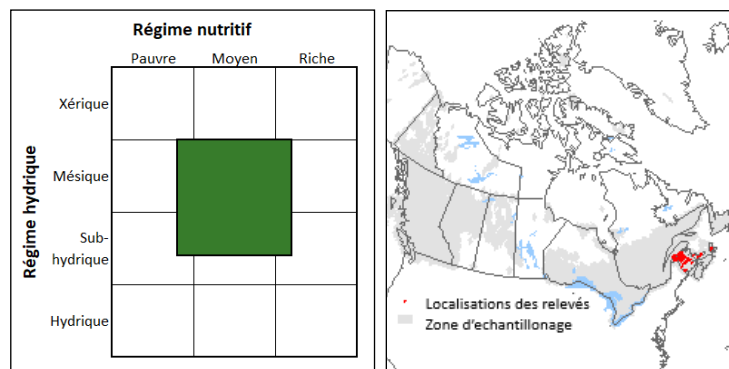 Régime nutritif
Pauvre Moyen Riche
Régime hydrique
Xérique
Mésique
Sub-
hydrique
Hydrique
Localisations des relevés
Zone d'echantillonage